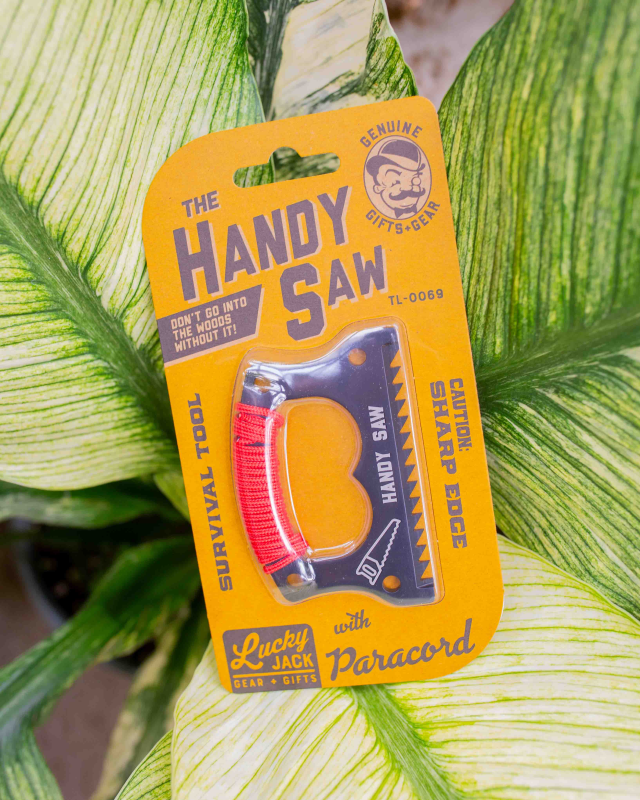 GENUINE
GIFTS+GEAR
THE
HANDY
SAW
TL-0069
DON'T GO INTO
THE WOODS
WITHOUT IT!
SURVIVAL TOOL
HANDY SAW
CAUTION:
SHARP EDGE
with
Paracord
Lucky
JACK
GEAR + GIFTS